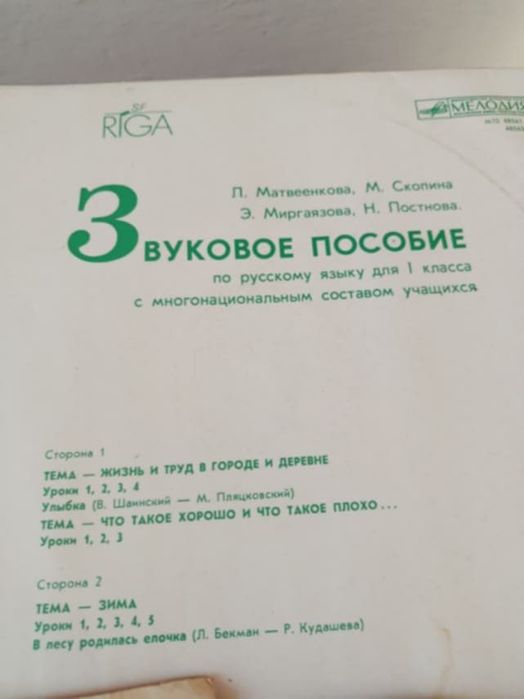 SF
RIGA
МЕЛОДИЯ
Л. Матвеенкова, М. Скопина
Э. Миргаязова, Н. Постнова.
ЗВУКОВОЕ ПОСОБИЕ
по русскому языку для I класса
с многонациональным составом учащихся
Сторона 1
ТЕМА — ЖИЗНЬ И ТРУД В ГОРОДЕ И ДЕРЕВНЕ
Уроки 1, 2, 3, 4
Улыбка (В. Шаинский — М. Пляцковский)
ТЕМА — ЧТО ТАКОЕ ХОРОШО И ЧТО ТАКОЕ ПЛОХО...
Уроки 1, 2, 3
Сторона 2
ТЕМА — ЗИМА
Уроки 1, 2, 3, 4, 5
В лесу родилась елочка (Л. Бекман — Р. Кудашева)